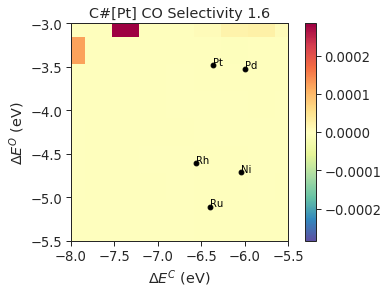 C#[Pt] CO Selectivity 1.6
−3.0
−3.5
−4.0
−4.5
−5.0
−5.5
ΔE^O (eV)
Pt
Pd
Rh
Ni
Ru
−8.0 −7.5 −7.0 −6.5 −6.0 −5.5
ΔE^C (eV)
0.0002
0.0001
0.0000
−0.0001
−0.0002